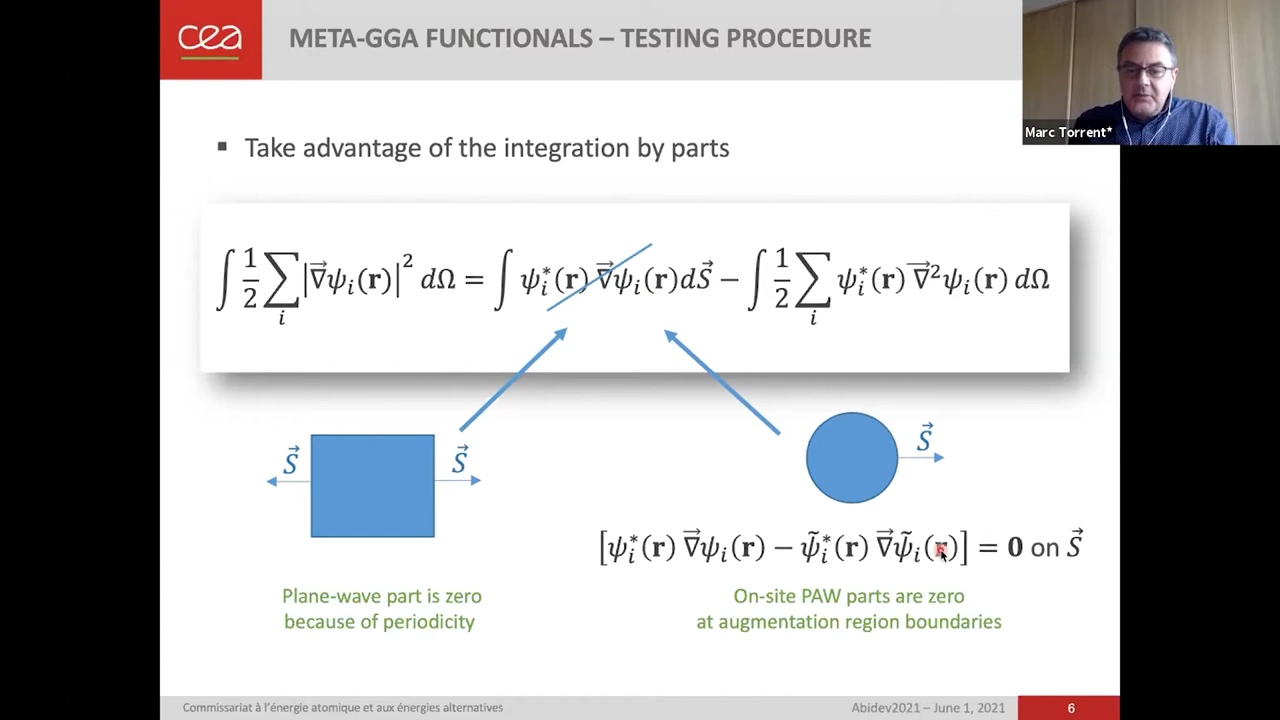 cea
META-GGA FUNCTIONALS – TESTING PROCEDURE
Marc Torrent*
▪ Take advantage of the integration by parts
∫ 1/2 ∑_i |∇⃗ψ_i(𝐫)|² dΩ = ∫ ψ_i*(𝐫) ∇⃗ψ_i(𝐫)dS⃗ − ∫ 1/2 ∑_i ψ_i*(𝐫) ∇⃗²ψ_i(𝐫) dΩ
S⃗ S⃗ S⃗
[ψ_i*(𝐫) ∇⃗ψ_i(𝐫) − ψ̃_i*(𝐫) ∇⃗ψ̃_i(𝐫)] = 𝟎 on S⃗
Plane-wave part is zero
because of periodicity
On-site PAW parts are zero
at augmentation region boundaries
Commissariat à l'énergie atomique et aux énergies alternatives
Abidev2021 – June 1, 2021
6